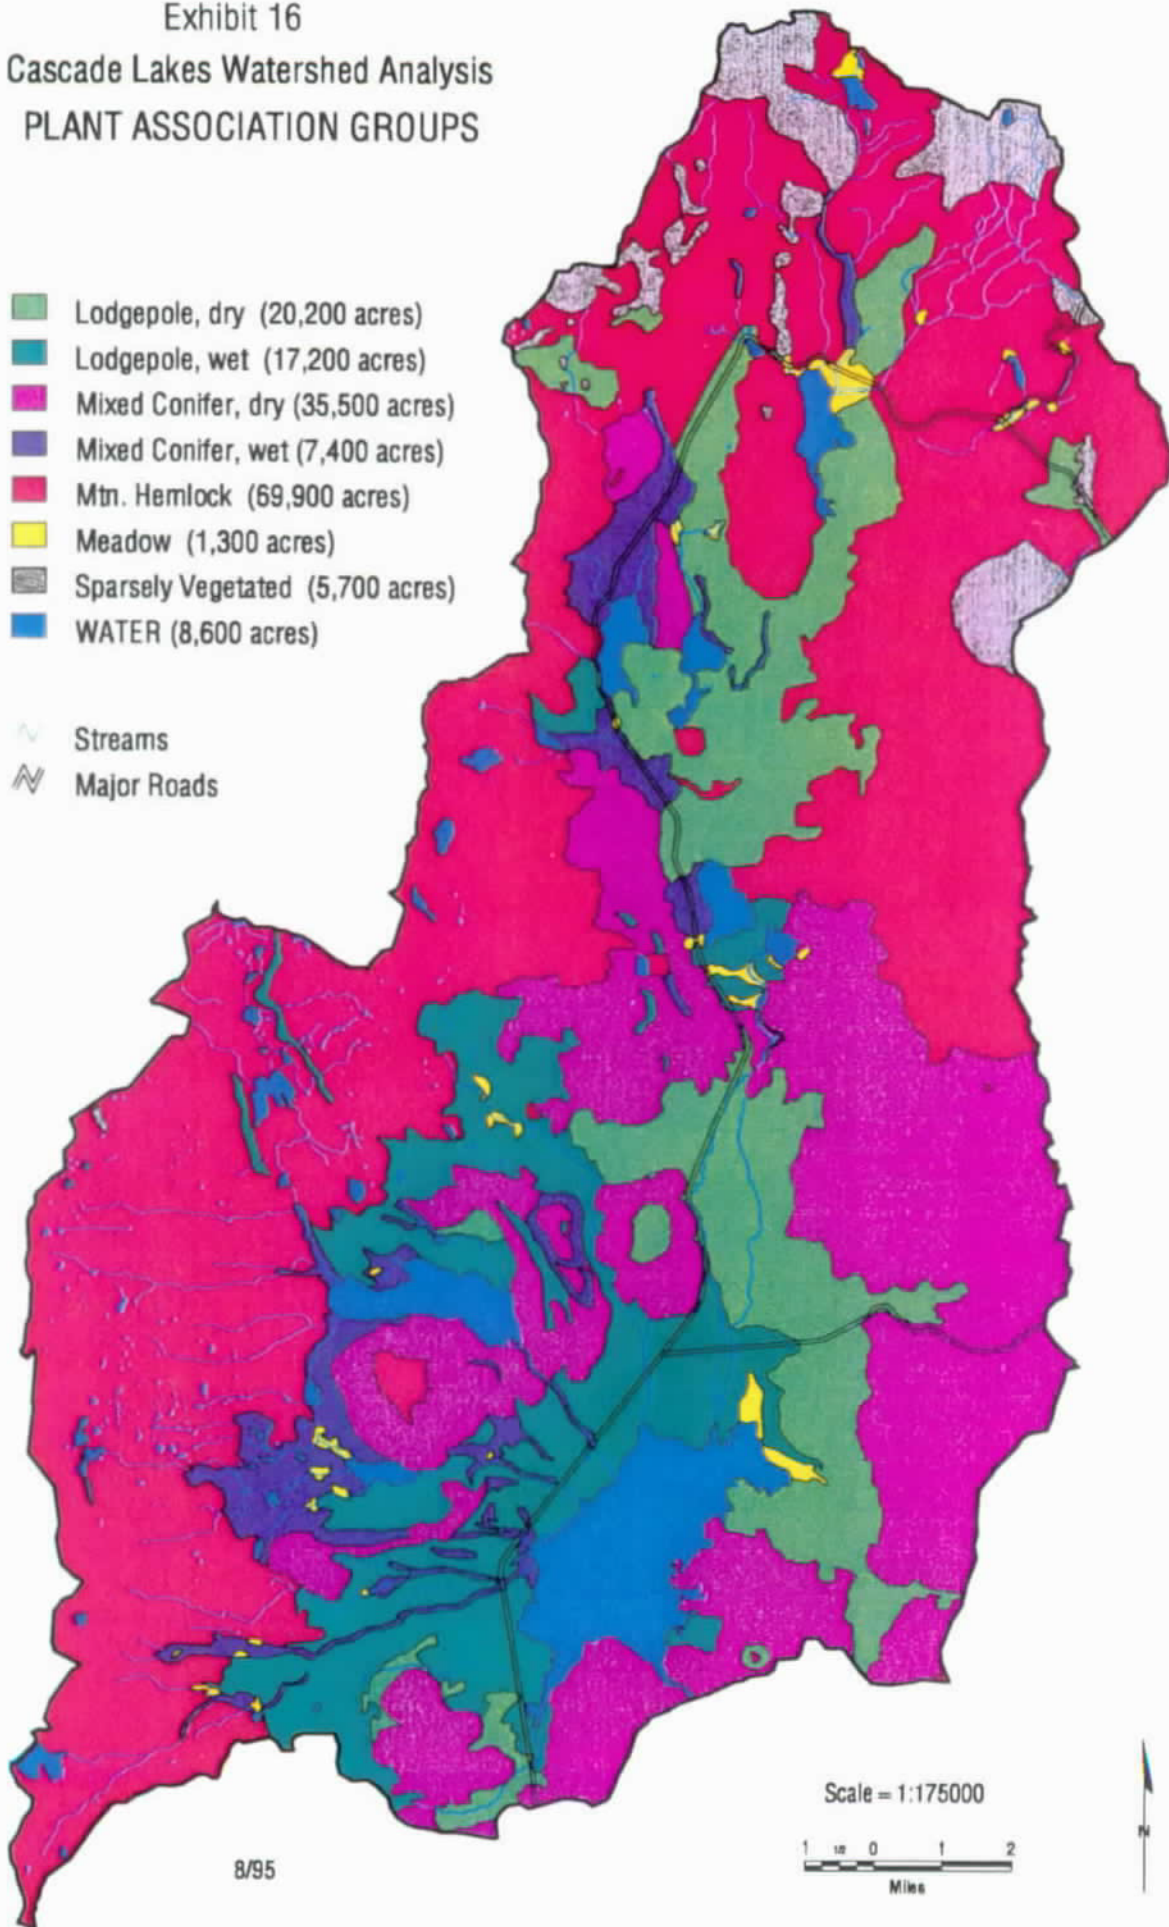 Exhibit 16
Cascade Lakes Watershed Analysis
PLANT ASSOCIATION GROUPS
Lodgepole, dry (20,200 acres)
Lodgepole, wet (17,200 acres)
Mixed Conifer, dry (35,500 acres)
Mixed Conifer, wet (7,400 acres)
Mtn. Hemlock (69,900 acres)
Meadow (1,300 acres)
Sparsely Vegetated (5,700 acres)
WATER (8,600 acres)
Streams
Major Roads
Scale = 1:175000
1 1/2 0 1 2
Miles
N
8/95